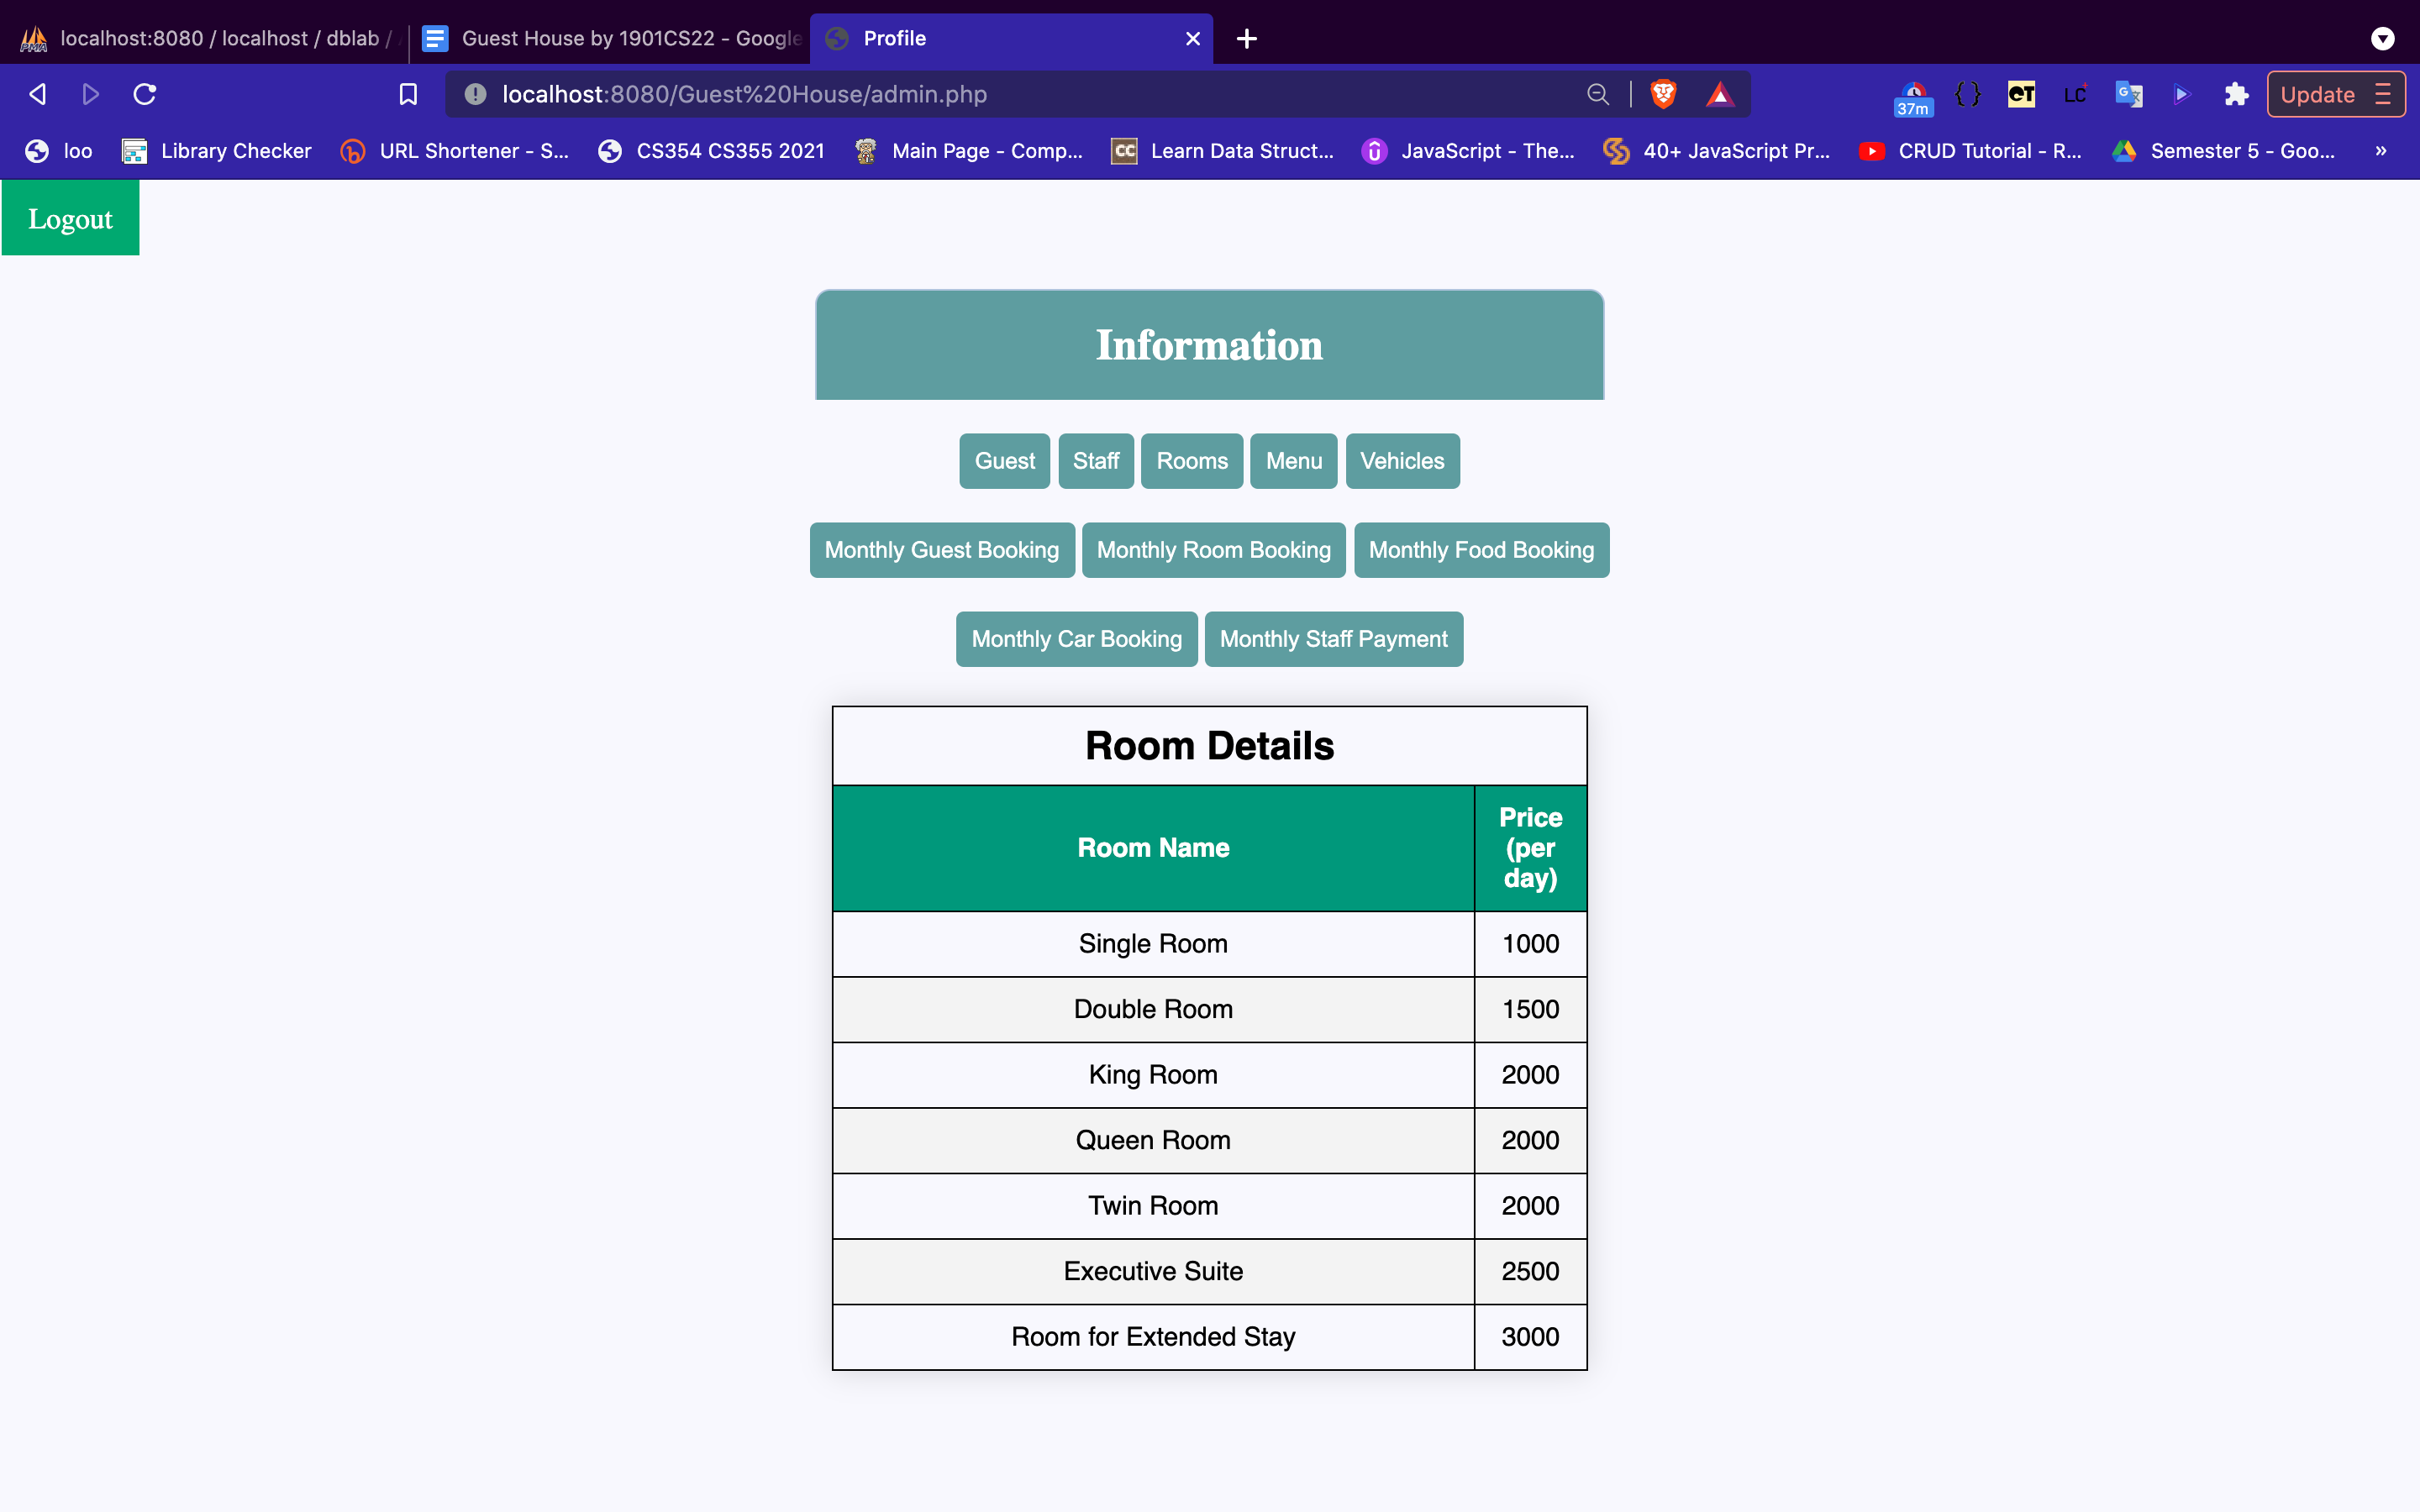 localhost:8080 / localhost / dblab /
Guest House by 1901CS22 - Google
Profile
localhost:8080/Guest%20House/admin.php
37m
Update
loo
Library Checker
URL Shortener - S...
CS354 CS355 2021
Main Page - Comp...
Learn Data Struct...
JavaScript - The...
40+ JavaScript Pr...
CRUD Tutorial - R...
Semester 5 - Goo...
»
Logout
Information
Guest
Staff
Rooms
Menu
Vehicles
Monthly Guest Booking
Monthly Room Booking
Monthly Food Booking
Monthly Car Booking
Monthly Staff Payment
Room Details
Room Name
Price
(per
day)
Single Room 1000
Double Room 1500
King Room 2000
Queen Room 2000
Twin Room 2000
Executive Suite 2500
Room for Extended Stay 3000